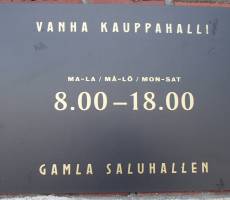 VANHA KAUPPAHALLI
MA-LA / MÅ-LÖ / MON-SAT
8.00–18.00
GAMLA SALUHALLEN